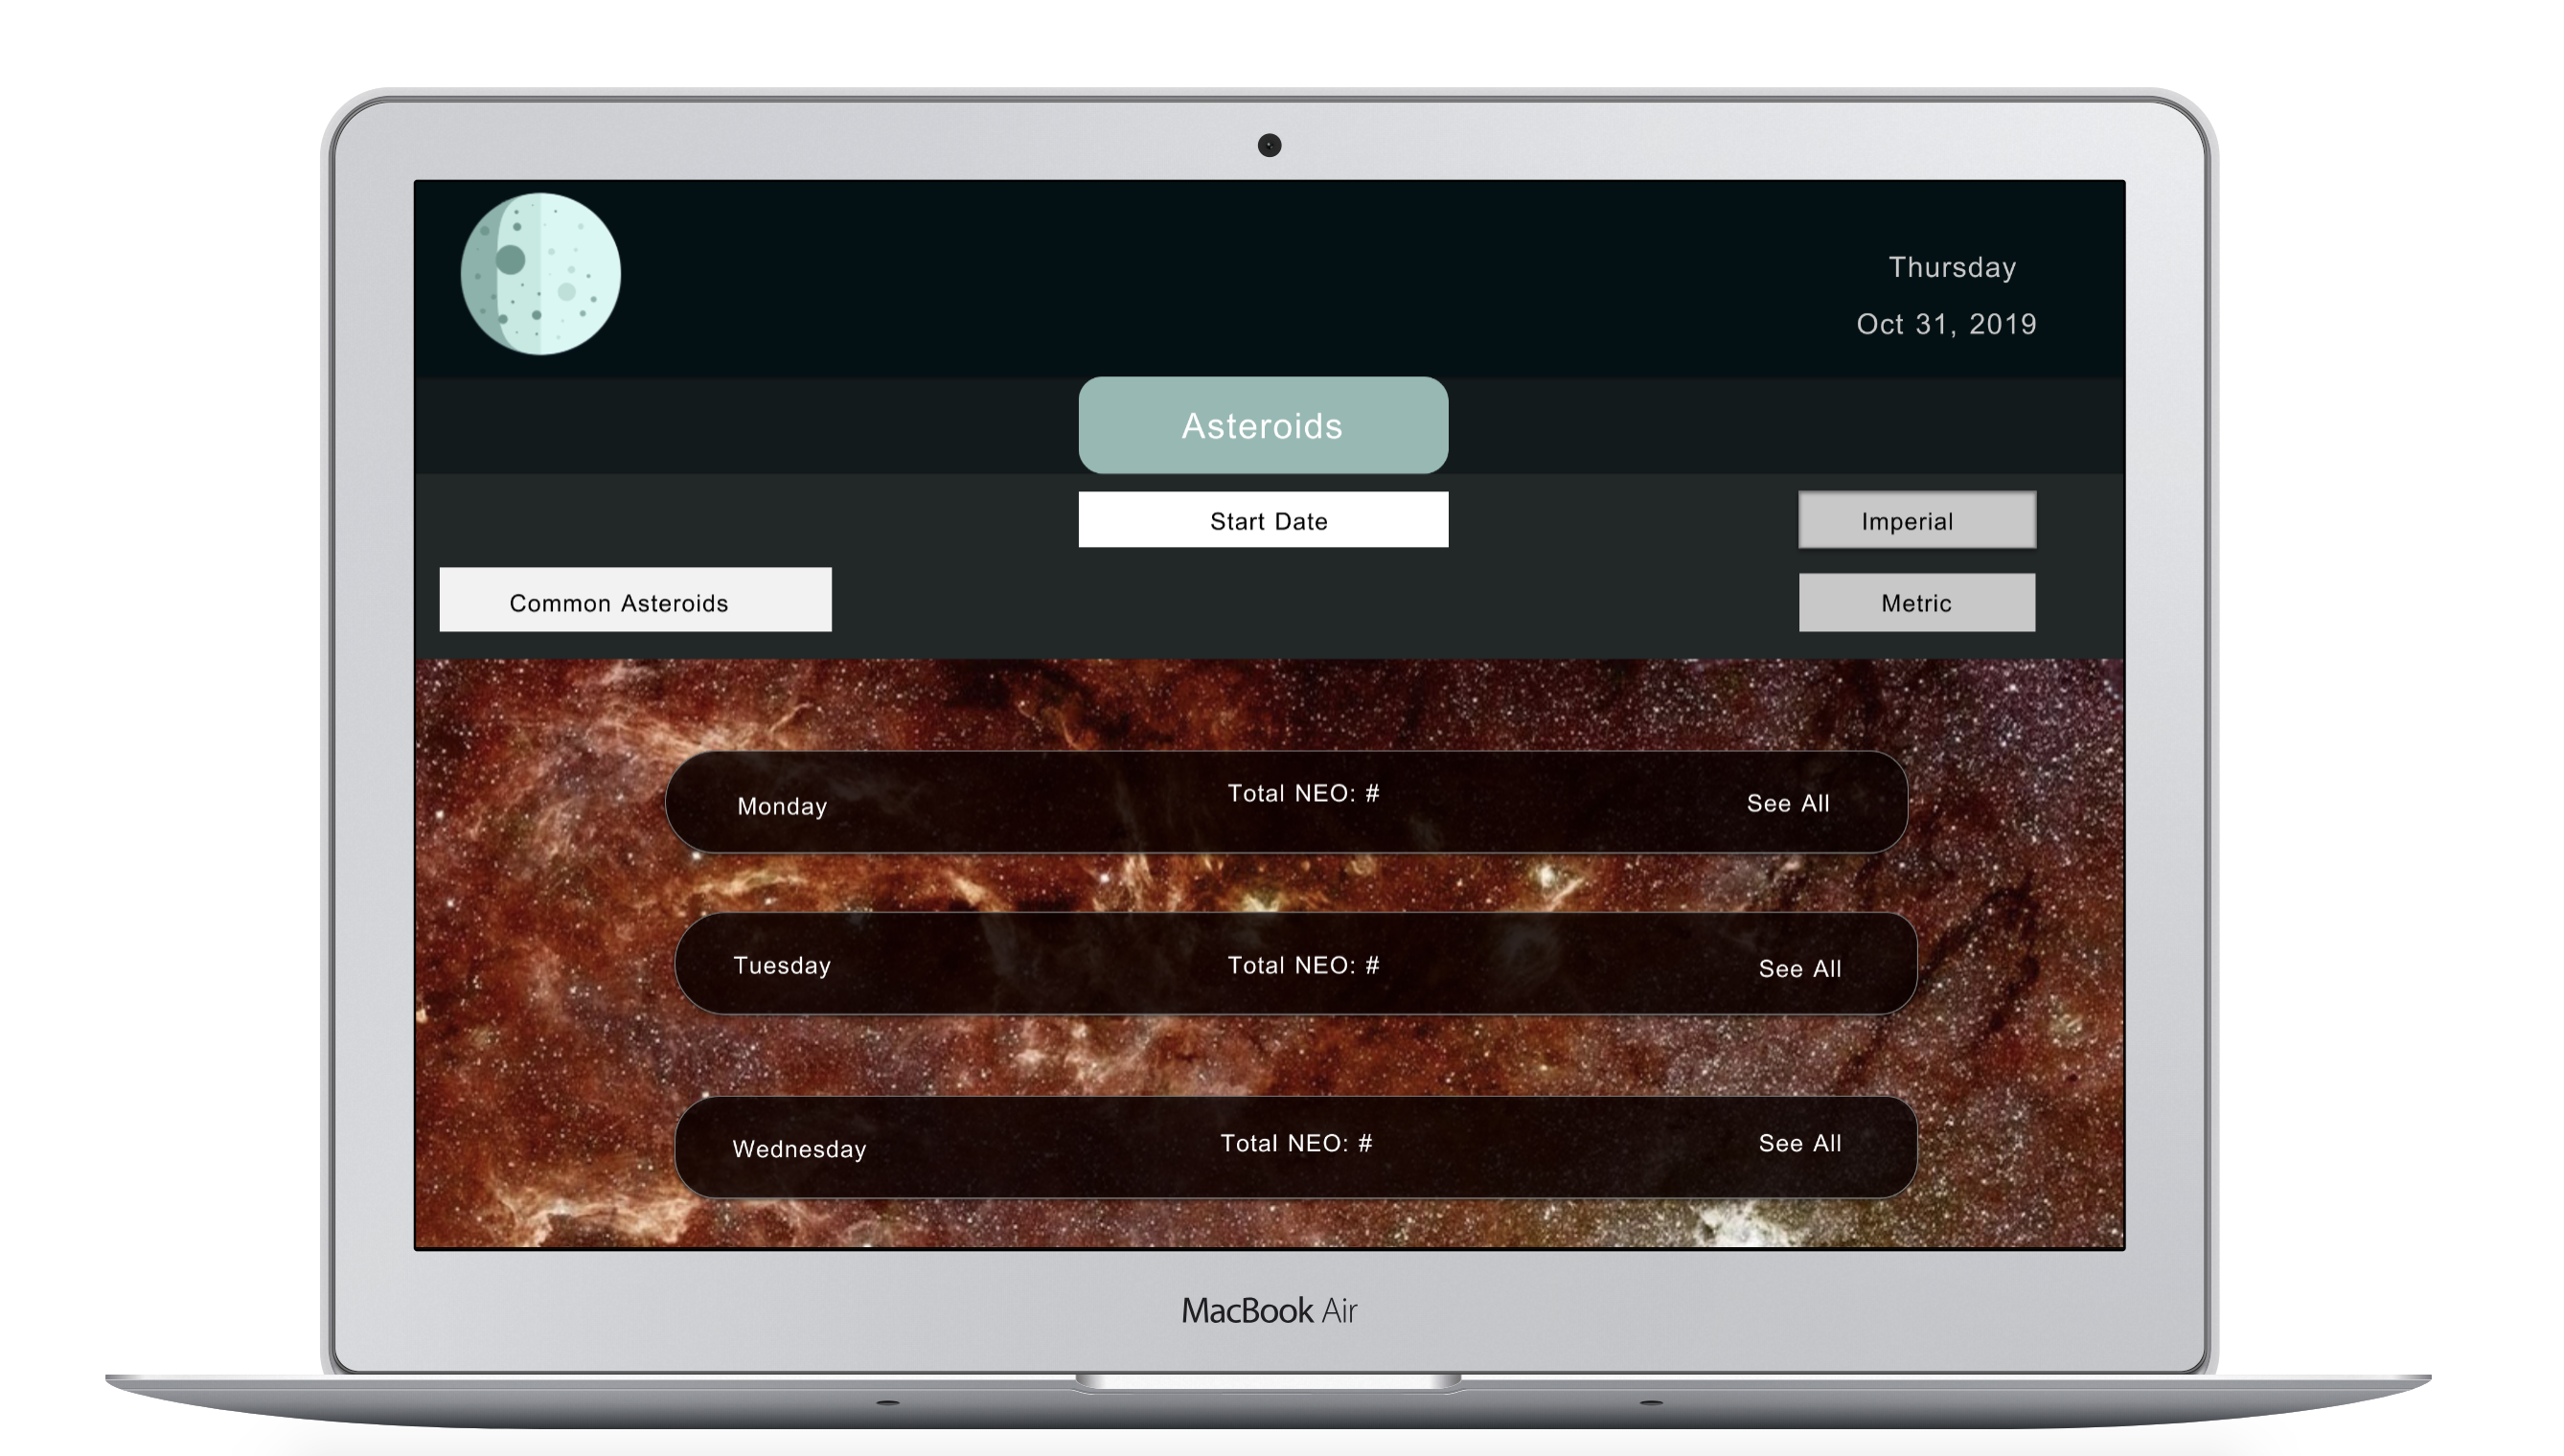 Thursday
Oct 31, 2019
Asteroids
Start Date
Imperial
Common Asteroids
Metric
Monday
Total NEO: #
See All
Tuesday
Total NEO: #
See All
Wednesday
Total NEO: #
See All
MacBook Air